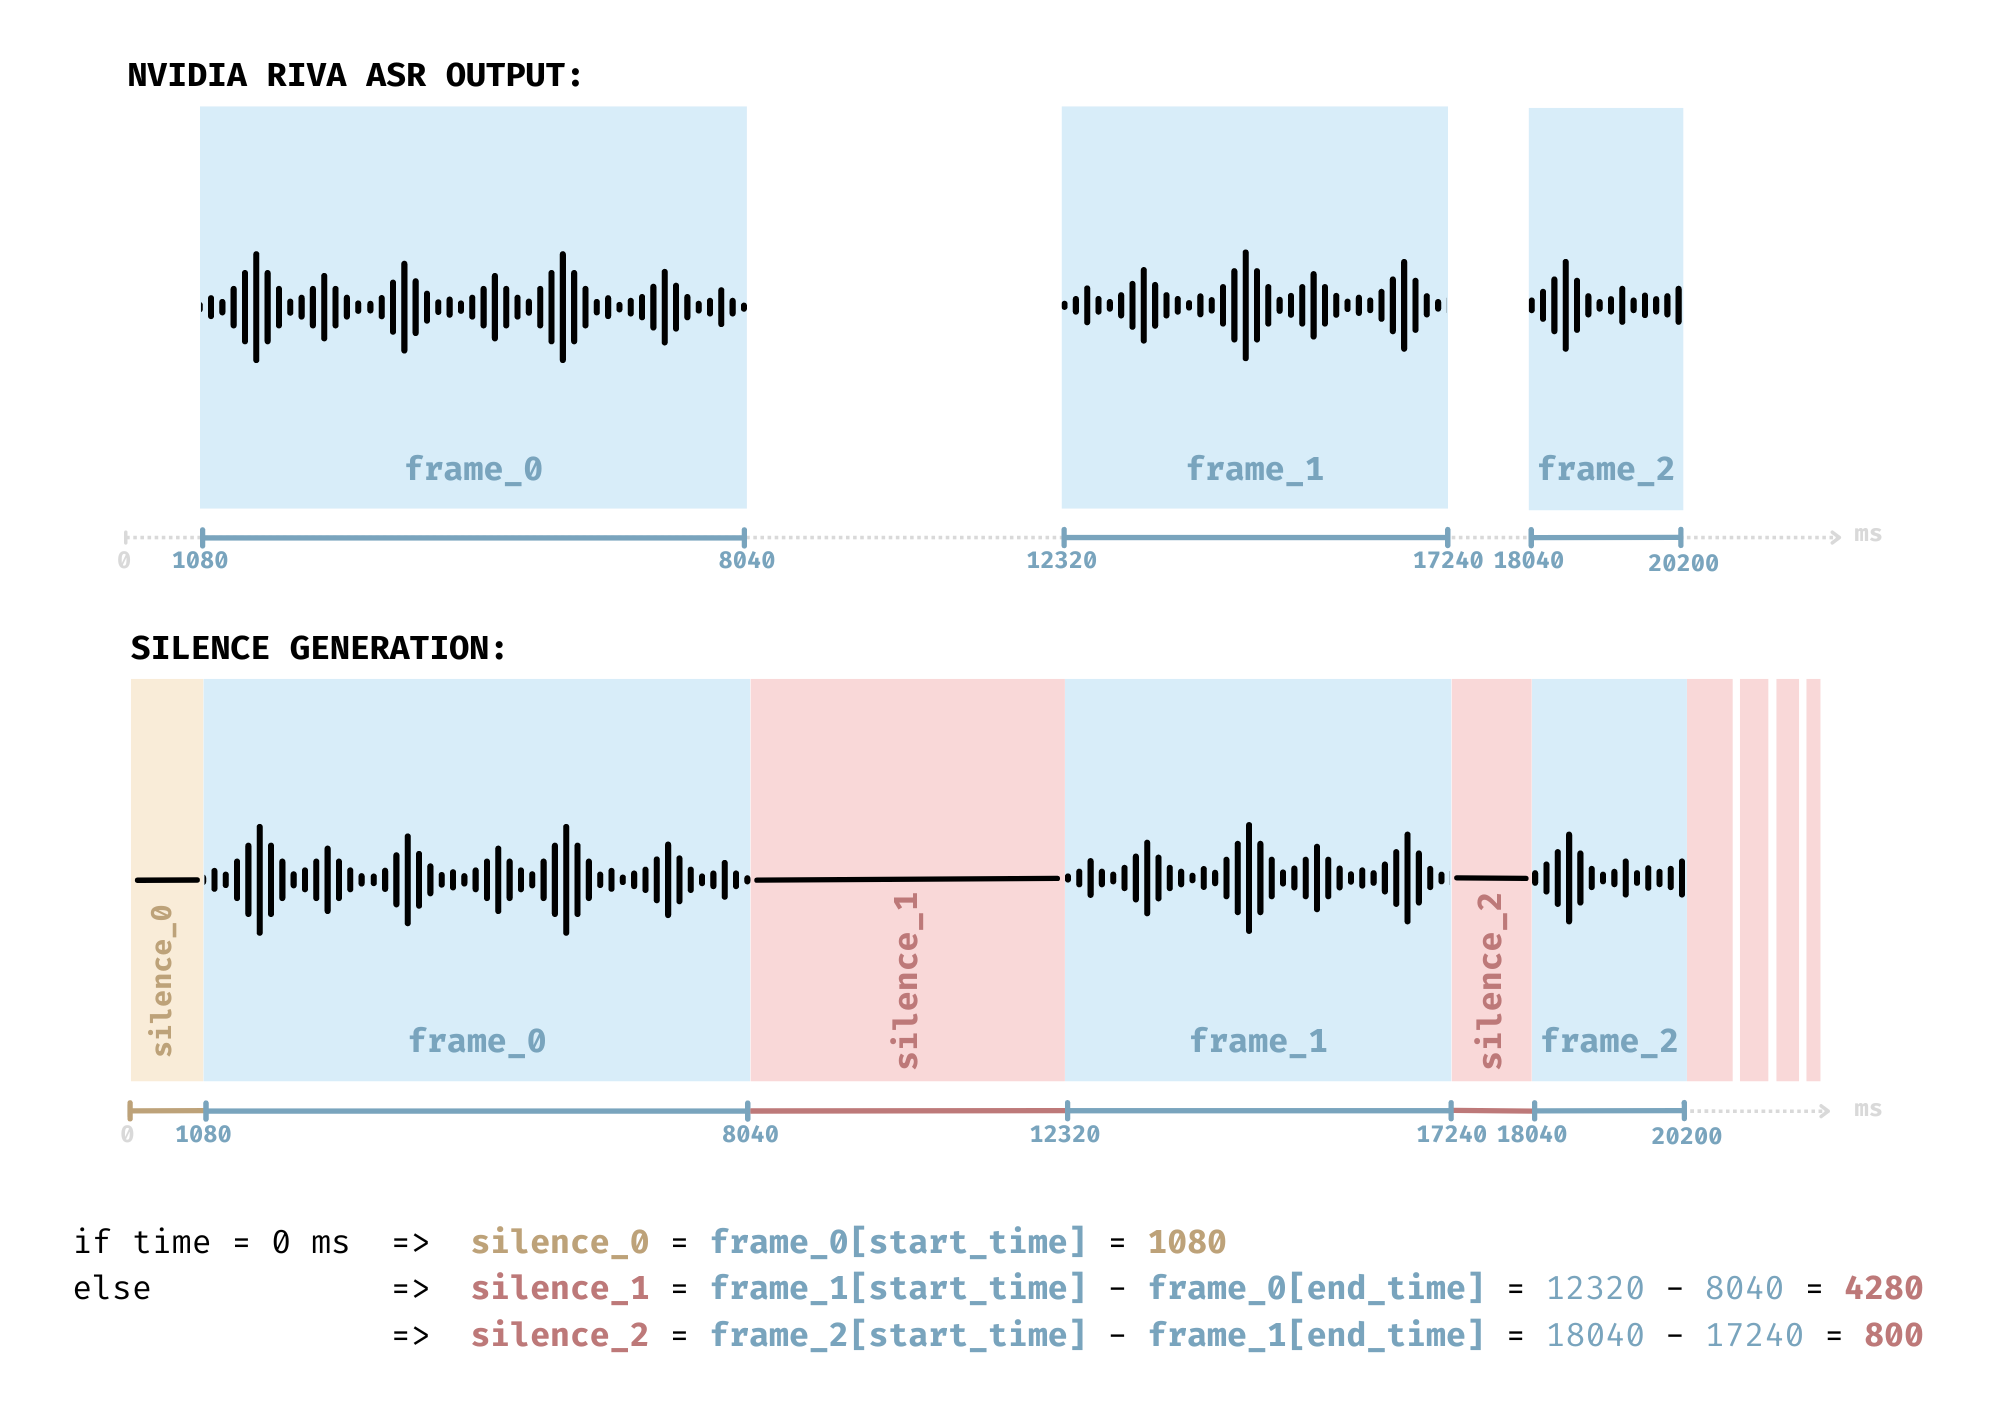 NVIDIA RIVA ASR OUTPUT:
frame_0 frame_1 frame_2
0 1080 8040 12320 17240 18040 20200 ms
SILENCE GENERATION:
silence_0 frame_0 silence_1 frame_1 silence_2 frame_2
0 1080 8040 12320 17240 18040 20200 ms
if time = 0 ms => silence_0 = frame_0[start_time] = 1080
else => silence_1 = frame_1[start_time] - frame_0[end_time] = 12320 - 8040 = 4280
=> silence_2 = frame_2[start_time] - frame_1[end_time] = 18040 - 17240 = 800